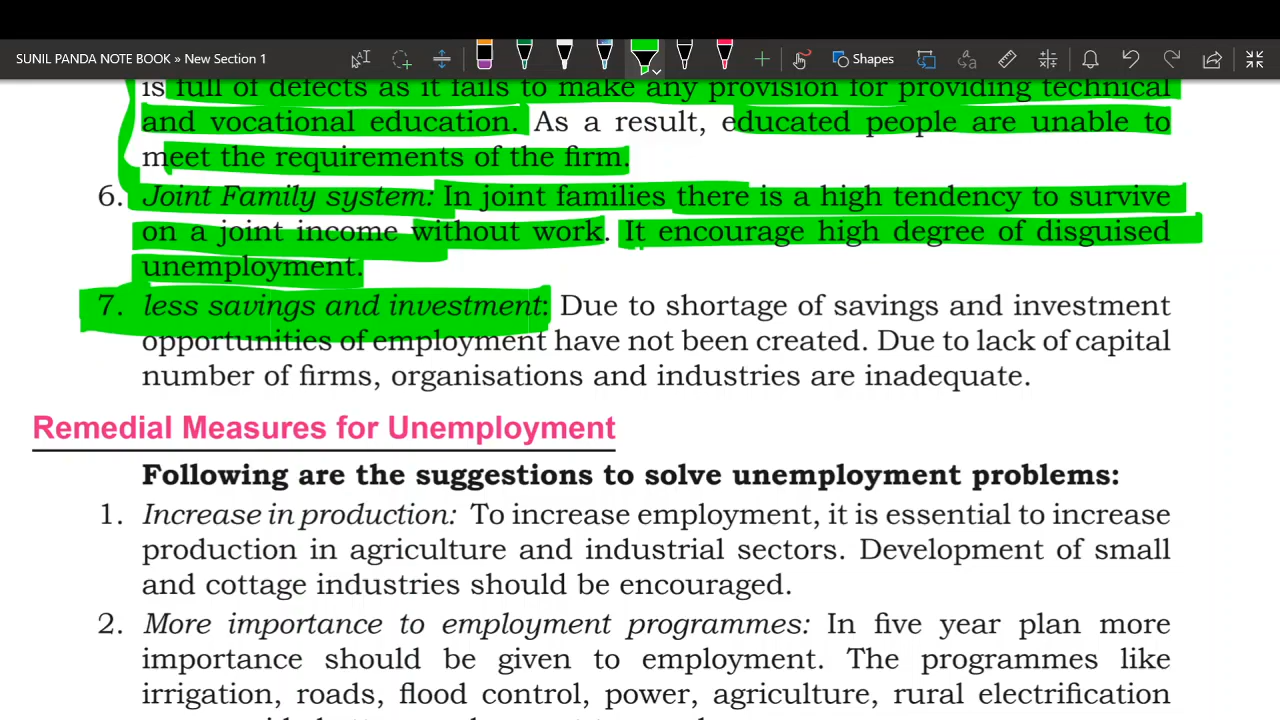 SUNIL PANDA NOTE BOOK » New Section 1
Shapes
is full of defects as it fails to make any provision for providing technical
and vocational education. As a result, educated people are unable to
meet the requirements of the firm.
6. Joint Family system: In joint families there is a high tendency to survive
on a joint income without work. It encourage high degree of disguised
unemployment.
7. less savings and investment: Due to shortage of savings and investment
opportunities of employment have not been created. Due to lack of capital
number of firms, organisations and industries are inadequate.
Remedial Measures for Unemployment
Following are the suggestions to solve unemployment problems:
1. Increase in production: To increase employment, it is essential to increase
production in agriculture and industrial sectors. Development of small
and cottage industries should be encouraged.
2. More importance to employment programmes: In five year plan more
importance should be given to employment. The programmes like
irrigation, roads, flood control, power, agriculture, rural electrification